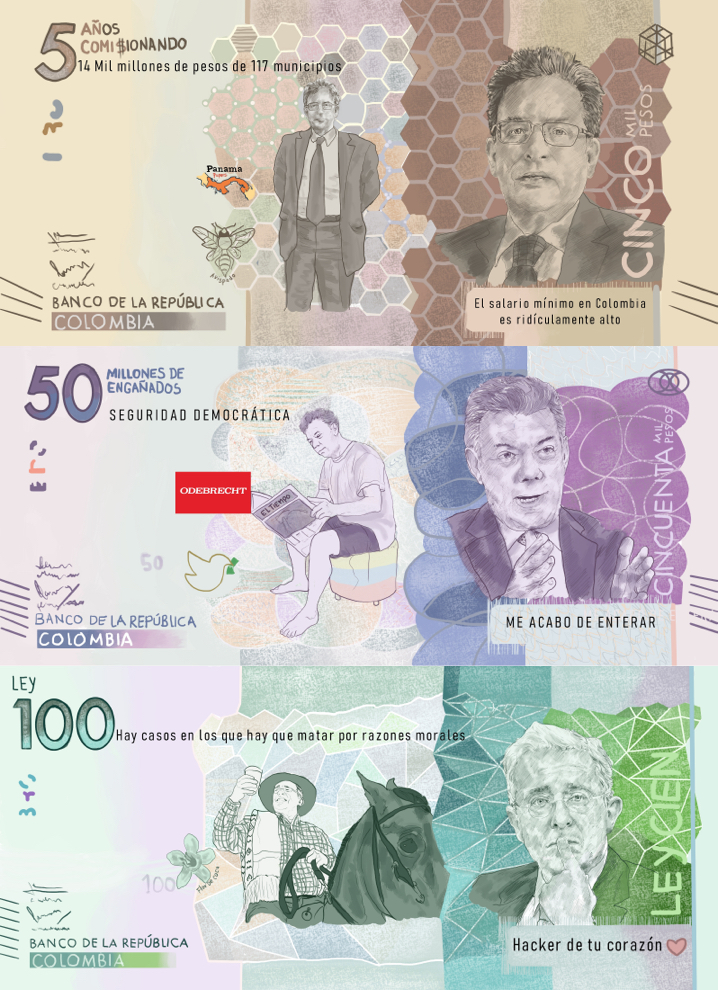 5 AÑOS
COMI$IONANDO
14 Mil millones de pesos de 117 municipios
Panama
Papers
Avispado
BANCO DE LA REPÚBLICA
COLOMBIA
CINCO MIL
PESOS
El salario mínimo en Colombia
es ridículamente alto
50 MILLONES DE
ENGAÑADOS
SEGURIDAD DEMOCRÁTICA
ODEBRECHT
EL TIEMPO
50
BANCO DE LA REPÚBLICA
COLOMBIA
CINCUENTA MIL
PESOS
ME ACABO DE ENTERAR
LEY
100
Hay casos en los que hay que matar por razones morales
100
BANCO DE LA REPÚBLICA
COLOMBIA
LEY CIEN
Hacker de tu corazón